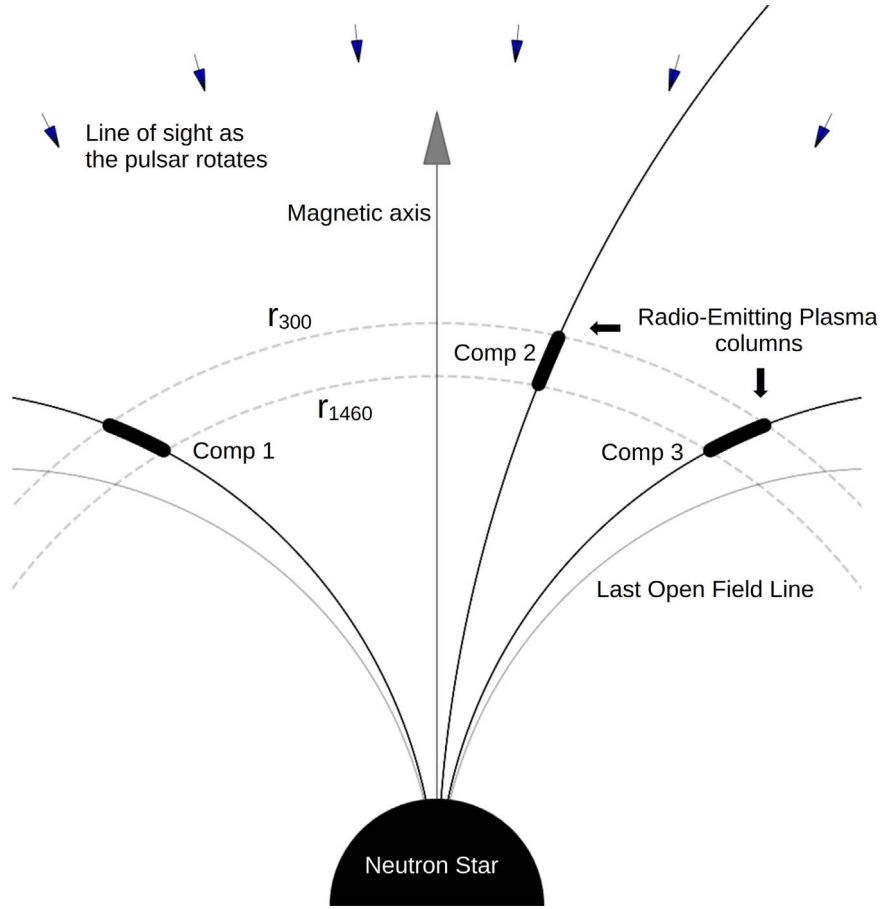 Line of sight as
the pulsar rotates
Magnetic axis
r300
Radio-Emitting Plasma
columns
Comp 2
r1460
Comp 1
Comp 3
Last Open Field Line
Neutron Star